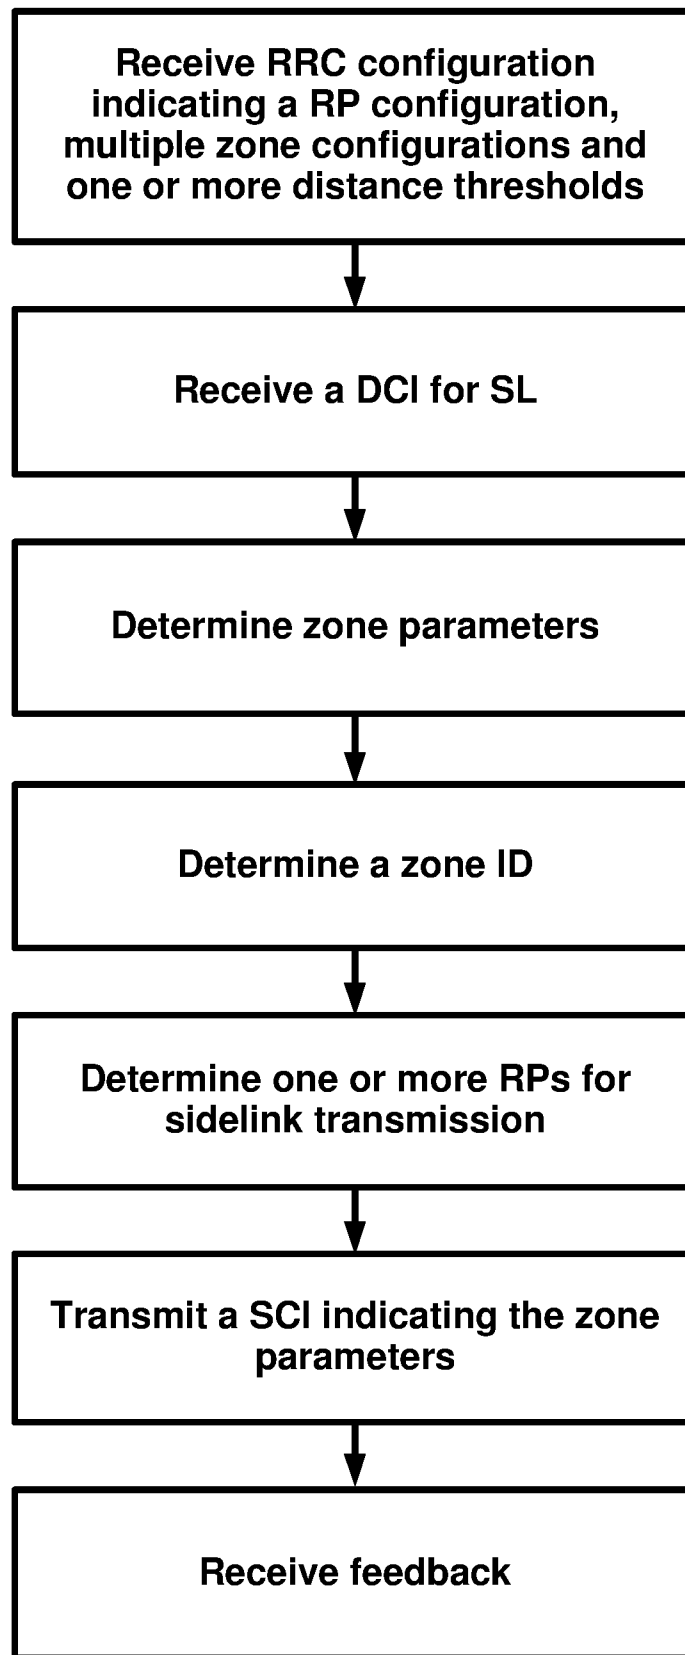 Receive RRC configuration
indicating a RP configuration,
multiple zone configurations and
one or more distance thresholds
Receive a DCI for SL
Determine zone parameters
Determine a zone ID
Determine one or more RPs for
sidelink transmission
Transmit a SCI indicating the zone
parameters
Receive feedback